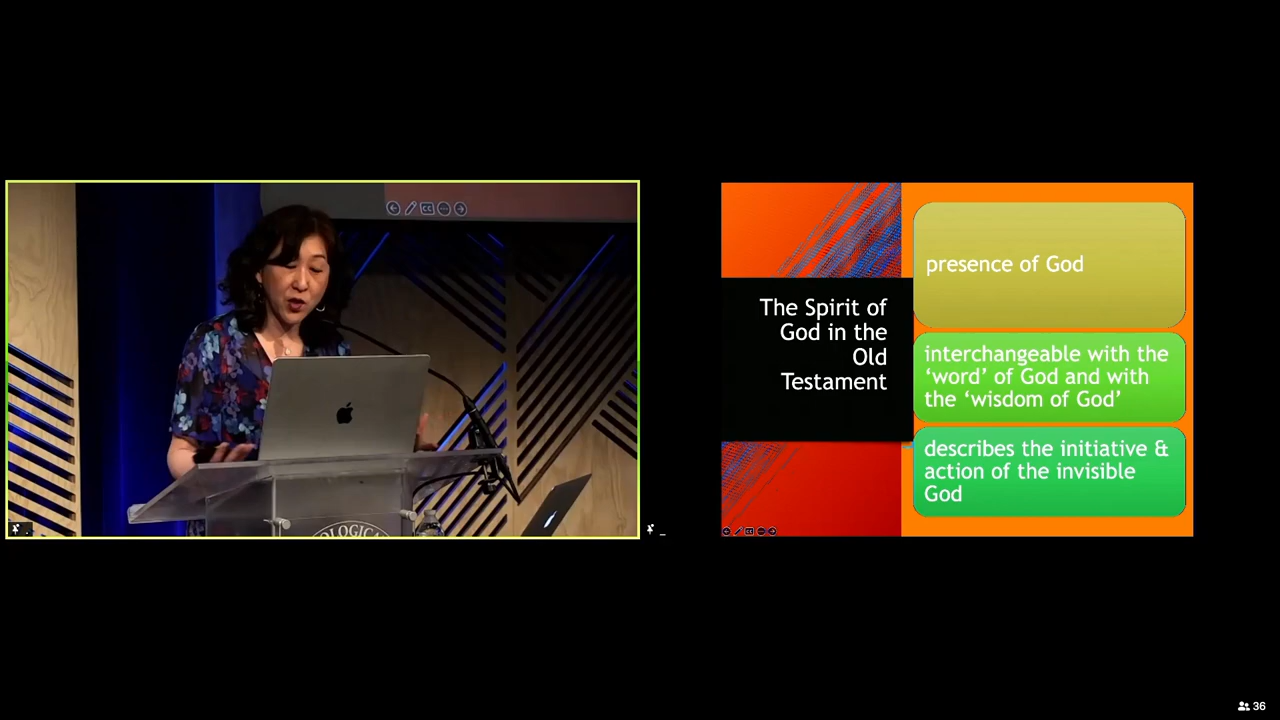 The Spirit of
God in the
Old
Testament
presence of God
interchangeable with the
‘word’ of God and with
the ‘wisdom of God’
describes the initiative &
action of the invisible
God
OLOGICA
36